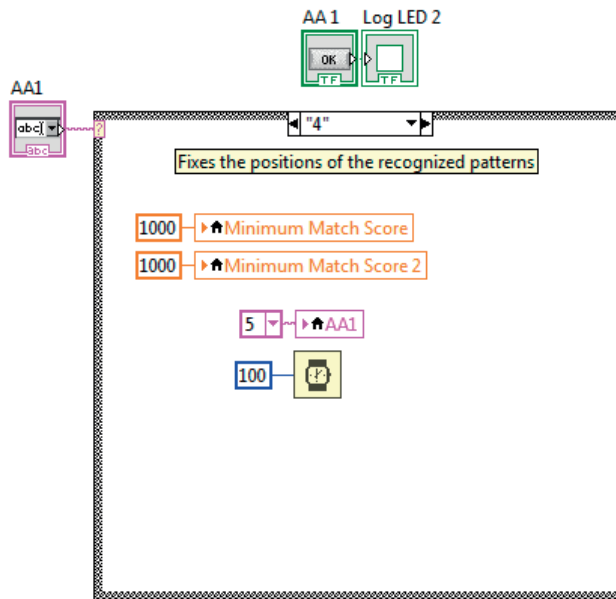 AA 1 Log LED 2
OK
TF TF
AA1
abc
abc
?
"4"
Fixes the positions of the recognized patterns
1000 Minimum Match Score
1000 Minimum Match Score 2
5 AA1
100